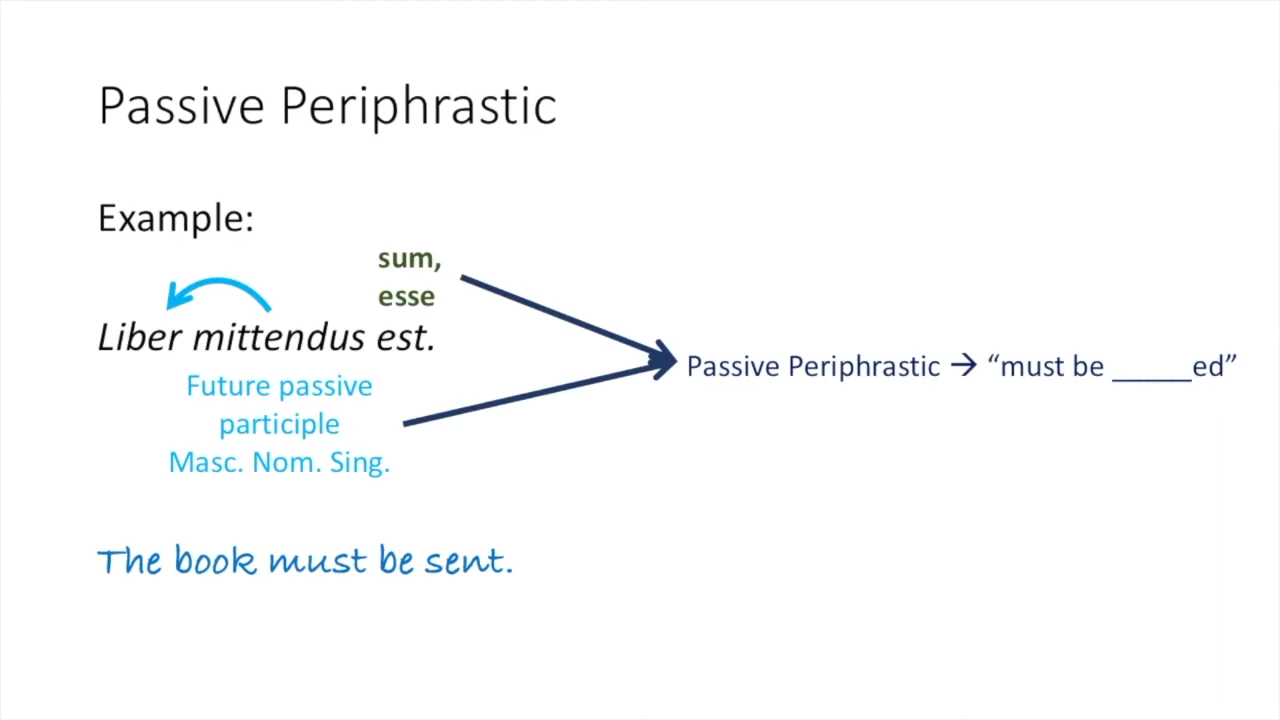 Passive Periphrastic
Example:
sum,
esse
Liber mittendus est.
Future passive
participle
Masc. Nom. Sing.
Passive Periphrastic → “must be _____ed”
The book must be sent.